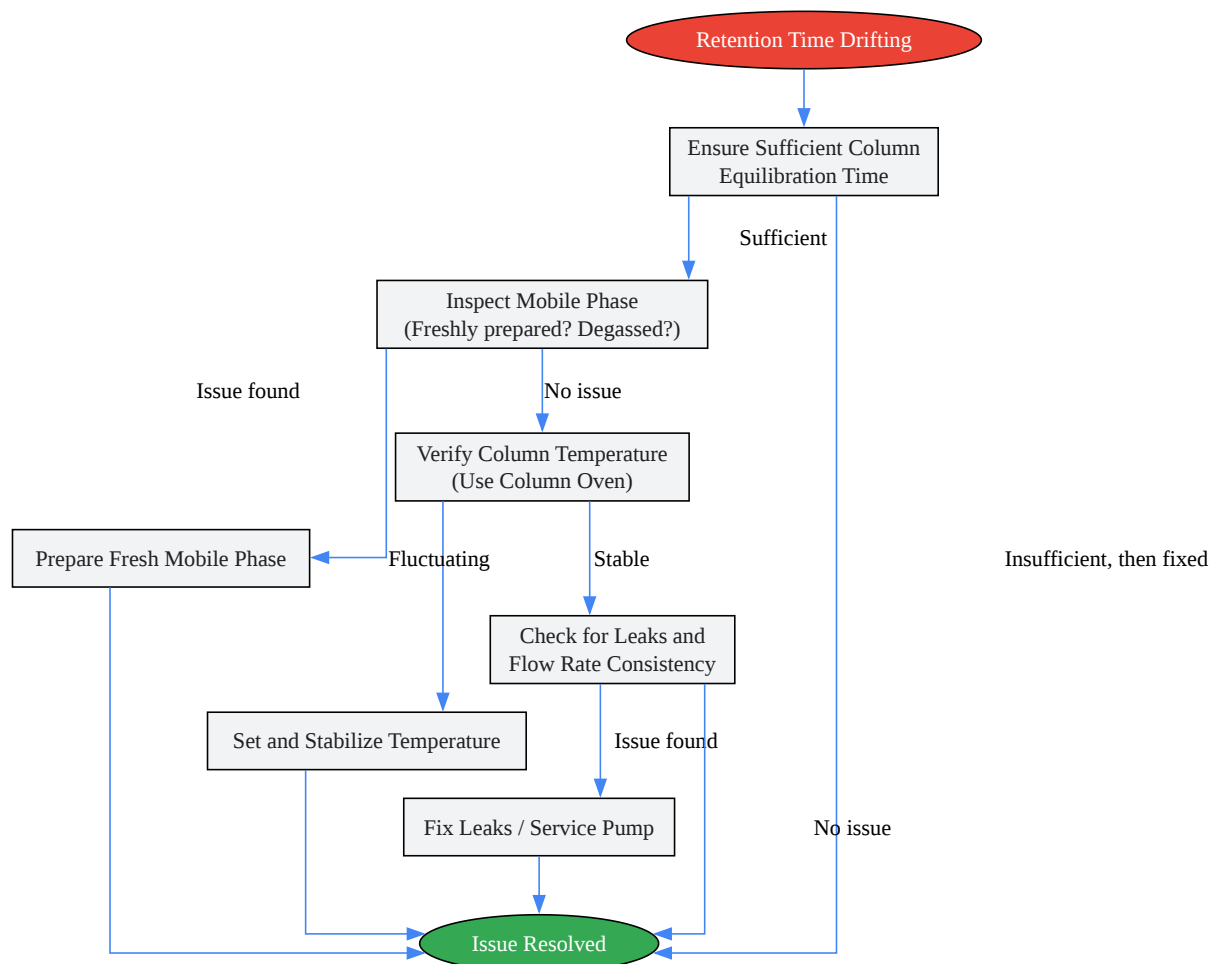 Retention Time Drifting
Ensure Sufficient Column
Equilibration Time
Sufficient
Inspect Mobile Phase
(Freshly prepared? Degassed?)
Issue found
No issue
Verify Column Temperature
(Use Column Oven)
Prepare Fresh Mobile Phase
Fluctuating
Stable
Insufficient, then fixed
Check for Leaks and
Flow Rate Consistency
Set and Stabilize Temperature
Issue found
Fix Leaks / Service Pump
No issue
Issue Resolved